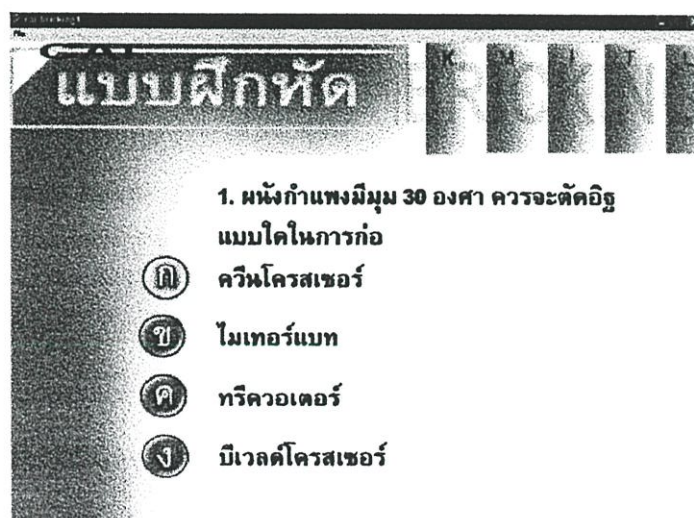 CAI
แบบฝึกหัด
K M I T L
1. ผนังกำแพงมีมุม 30 องศา ควรจะตัดอิฐ
แบบใดในการก่อ
ก ควีนโครสเซอร์
ข ไมเทอร์แบท
ค ทรีควอเตอร์
ง บีเวลด์โครสเซอร์